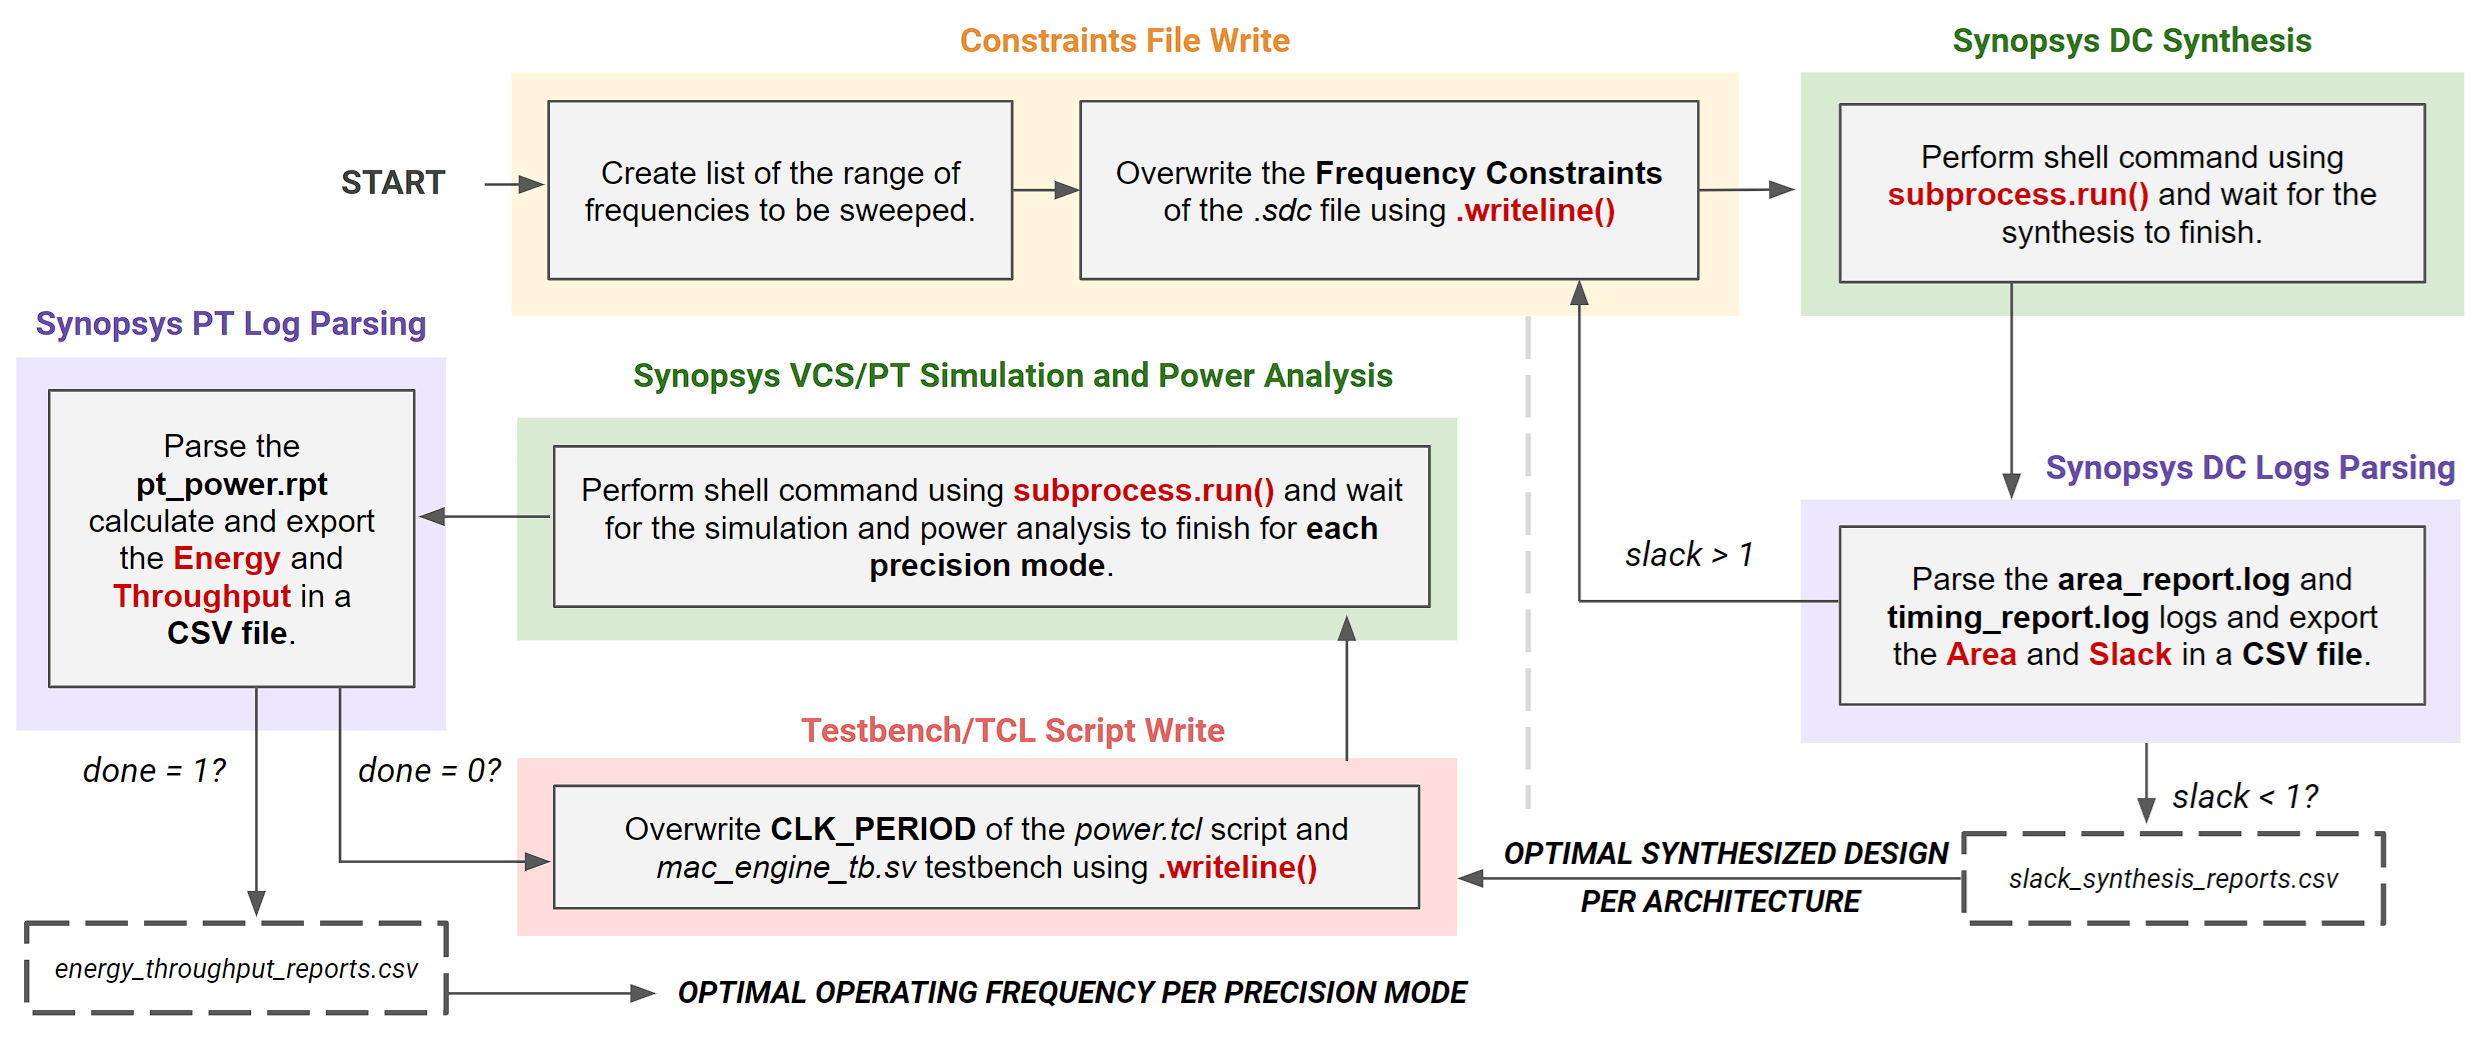 Constraints File Write
Synopsys DC Synthesis
START
Create list of the range of
frequencies to be sweeped.
Overwrite the Frequency Constraints
of the .sdc file using .writeline()
Perform shell command using
subprocess.run() and wait for the
synthesis to finish.
Synopsys PT Log Parsing
Synopsys VCS/PT Simulation and Power Analysis
Parse the
pt_power.rpt
calculate and export
the Energy and
Throughput in a
CSV file.
Perform shell command using subprocess.run() and wait
for the simulation and power analysis to finish for each
precision mode.
slack > 1
Synopsys DC Logs Parsing
Parse the area_report.log and
timing_report.log logs and export
the Area and Slack in a CSV file.
Testbench/TCL Script Write
done = 1?
done = 0?
Overwrite CLK_PERIOD of the power.tcl script and
mac_engine_tb.sv testbench using .writeline()
slack < 1?
OPTIMAL SYNTHESIZED DESIGN
PER ARCHITECTURE
slack_synthesis_reports.csv
energy_throughput_reports.csv
OPTIMAL OPERATING FREQUENCY PER PRECISION MODE